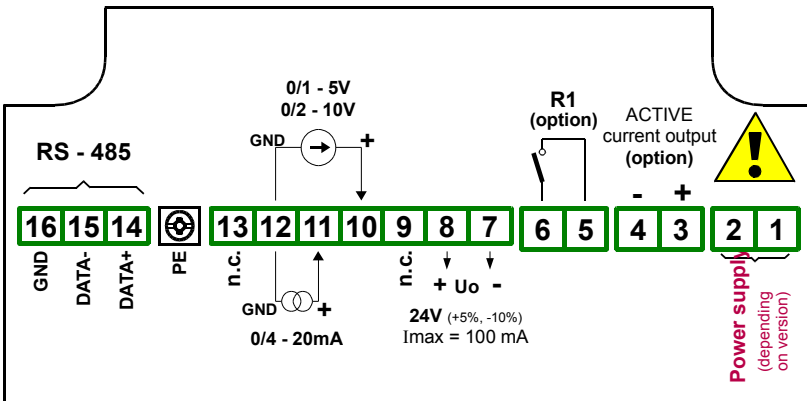 0/1 - 5V
0/2 - 10V
GND
+
R1
(option)
ACTIVE
current output
(option)
- +
RS - 485
16 15 14
13 12 11 10 9 8 7
6 5
4 3
2 1
GND
DATA-
DATA+
PE
n.c.
GND
+
0/4 - 20mA
n.c.
+ Uo -
24V (+5%, -10%)
Imax = 100 mA
Power supply
(depending
on version)